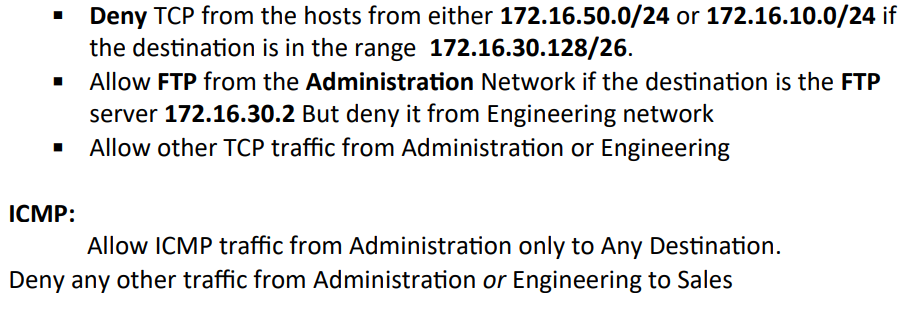 ▪ Deny TCP from the hosts from either 172.16.50.0/24 or 172.16.10.0/24 if
the destination is in the range 172.16.30.128/26.
▪ Allow FTP from the Administration Network if the destination is the FTP
server 172.16.30.2 But deny it from Engineering network
▪ Allow other TCP traffic from Administration or Engineering
ICMP:
Allow ICMP traffic from Administration only to Any Destination.
Deny any other traffic from Administration or Engineering to Sales